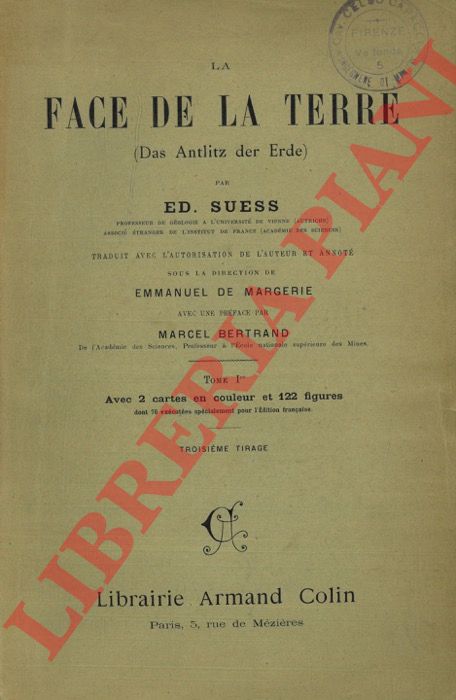 LA
FACE DE LA TERRE
(Das Antlitz der Erde)
PAR
ED. SUESS
PROFESSEUR DE GÉOLOGIE A L'UNIVERSITÉ DE VIENNE (AUTRICHE)
ASSOCIÉ ÉTRANGER DE L'INSTITUT DE FRANCE (ACADÉMIE DES SCIENCES)
TRADUIT AVEC L'AUTORISATION DE L'AUTEUR ET ANNOTÉ
SOUS LA DIRECTION DE
EMMANUEL DE MARGERIE
AVEC UNE PRÉFACE PAR
MARCEL BERTRAND
De l'Académie des Sciences, Professeur à l'École nationale supérieure des Mines.
TOME Ier
Avec 2 cartes en couleur et 122 figures
dont 76 exécutées spécialement pour l'Édition française.
TROISIÈME TIRAGE
AC
Librairie Armand Colin
Paris, 5, rue de Mézières
FIRENZE
5
LIBRERIA PIANI